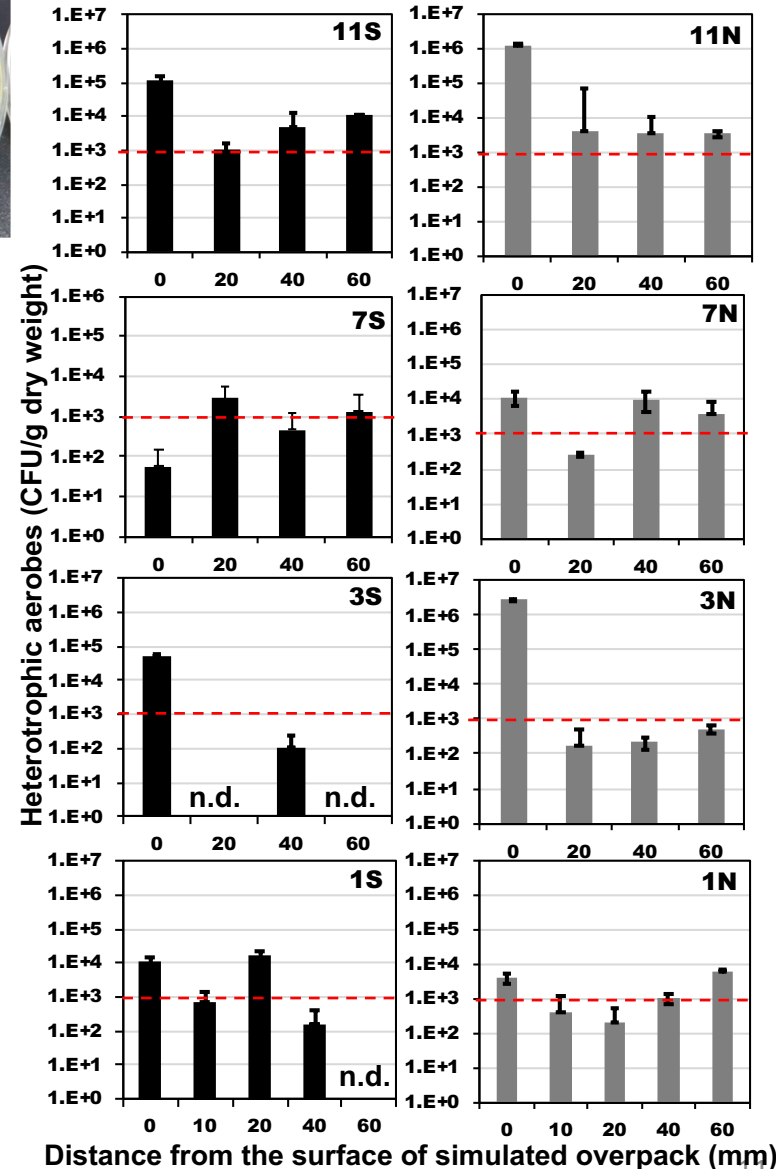 11S
1.E+7
1.E+6
1.E+5
1.E+4
1.E+3
1.E+2
1.E+1
1.E+0
0 20 40 60
11N
1.E+7
1.E+6
1.E+5
1.E+4
1.E+3
1.E+2
1.E+1
1.E+0
0 20 40 60
7S
1.E+6
1.E+5
1.E+4
1.E+3
1.E+2
1.E+1
1.E+0
0 20 40 60
7N
1.E+7
1.E+6
1.E+5
1.E+4
1.E+3
1.E+2
1.E+1
1.E+0
0 20 40 60
Heterotrophic aerobes (CFU/g dry weight)
3S
1.E+7
1.E+6
1.E+5
1.E+4
1.E+3
1.E+2
1.E+1
1.E+0
n.d. n.d.
0 20 40 60
3N
1.E+7
1.E+6
1.E+5
1.E+4
1.E+3
1.E+2
1.E+1
1.E+0
0 20 40 60
1S
1.E+7
1.E+6
1.E+5
1.E+4
1.E+3
1.E+2
1.E+1
1.E+0
n.d.
0 10 20 40 60
1N
1.E+7
1.E+6
1.E+5
1.E+4
1.E+3
1.E+2
1.E+1
1.E+0
0 10 20 40 60
Distance from the surface of simulated overpack (mm)